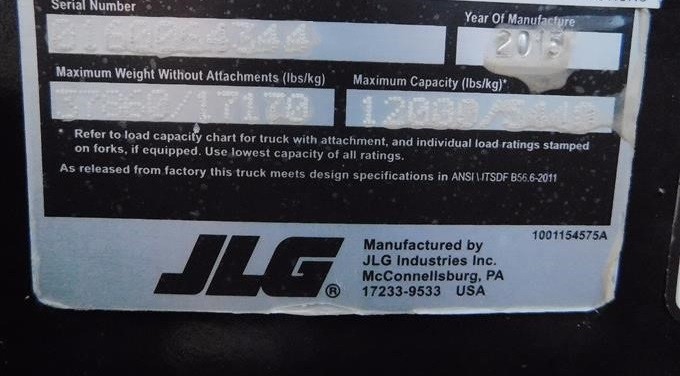 Serial Number
Year Of Manufacture
Maximum Weight Without Attachments (lbs/kg)
Maximum Capacity (lbs/kg)*
* Refer to load capacity chart for truck with attachment, and individual load ratings stamped
on forks, if equipped. Use lowest capacity of all ratings.
As released from factory this truck meets design specifications in ANSI\ITSDF B56.6-2011
1001154575A
JLG®
Manufactured by
JLG Industries Inc.
McConnellsburg, PA
17233-9533 USA